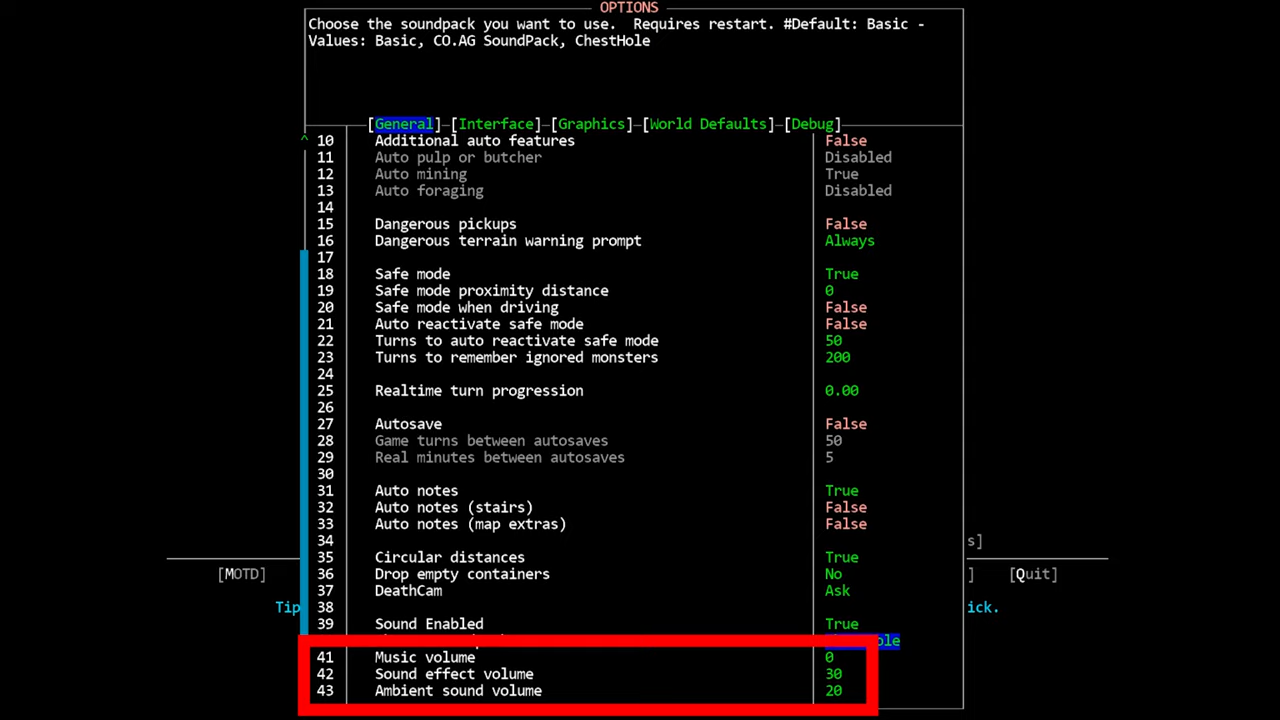 OPTIONS
Choose the soundpack you want to use.  Requires restart. #Default: Basic -
Values: Basic, CO.AG SoundPack, ChestHole
[General] [Interface] [Graphics] [World Defaults] [Debug]
^ 10 Additional auto features False
11 Auto pulp or butcher Disabled
12 Auto mining True
13 Auto foraging Disabled
14
15 Dangerous pickups False
16 Dangerous terrain warning prompt Always
17
18 Safe mode True
19 Safe mode proximity distance 0
20 Safe mode when driving False
21 Auto reactivate safe mode False
22 Turns to auto reactivate safe mode 50
23 Turns to remember ignored monsters 200
24
25 Realtime turn progression 0.00
26
27 Autosave False
28 Game turns between autosaves 50
29 Real minutes between autosaves 5
30
31 Auto notes True
32 Auto notes (stairs) False
33 Auto notes (map extras) False
34 s]
35 Circular distances True
[MOTD] 36 Drop empty containers No ] [Quit]
37 DeathCam Ask
Tip 38 ick.
39 Sound Enabled True
ole
41 Music volume 0
42 Sound effect volume 30
43 Ambient sound volume 20